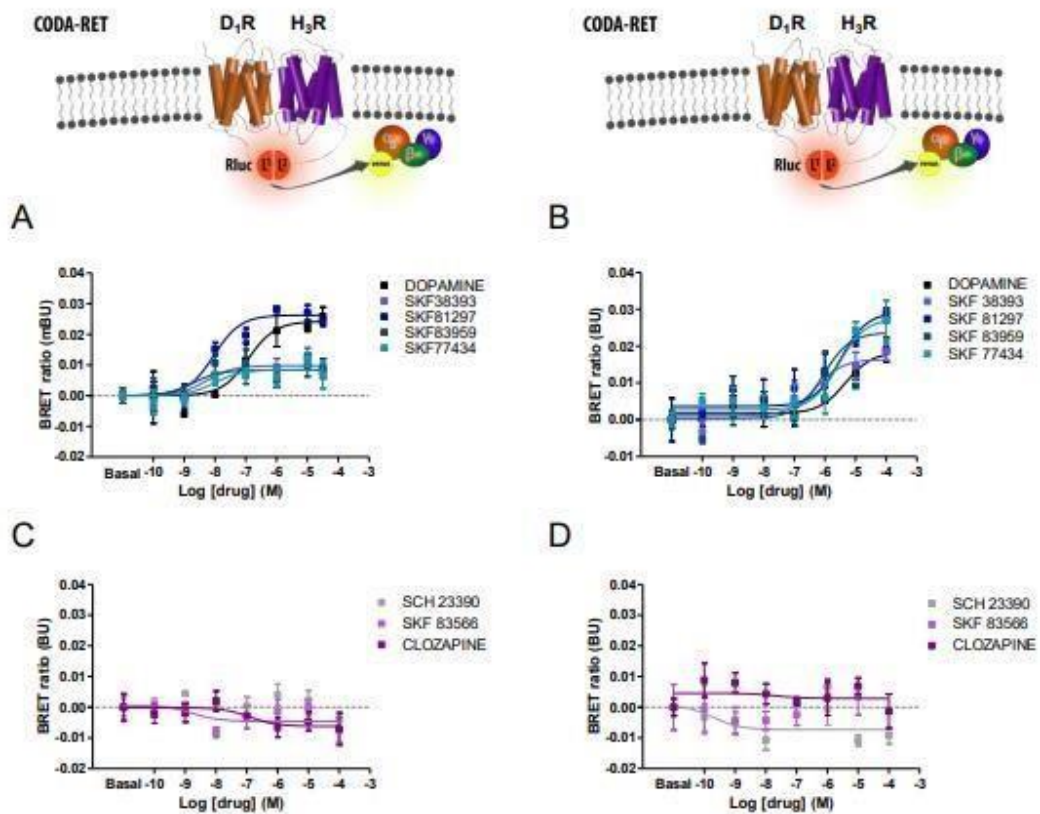 CODA-RET
D₁R H₃R
Rluc
CODA-RET
D₁R H₃R
Rluc
A
BRET ratio (mBU)
0.04
0.03
0.02
0.01
0.00
-0.01
-0.02
Basal -10 -9 -8 -7 -6 -5 -4 -3
Log [drug] (M)
DOPAMINE
SKF38393
SKF81297
SKF83959
SKF77434
B
BRET ratio (BU)
0.04
0.03
0.02
0.01
0.00
-0.01
Basal -10 -9 -8 -7 -6 -5 -4 -3
Log [drug] (M)
DOPAMINE
SKF 38393
SKF 81297
SKF 83959
SKF 77434
C
BRET ratio (BU)
0.04
0.03
0.02
0.01
0.00
-0.01
-0.02
Basal -10 -9 -8 -7 -6 -5 -4 -3
Log [drug] (M)
SCH 23390
SKF 83566
CLOZAPINE
D
BRET ratio (BU)
0.04
0.03
0.02
0.01
0.00
-0.01
-0.02
Basal -10 -9 -8 -7 -6 -5 -4 -3
Log [drug] (M)
SCH 23390
SKF 83566
CLOZAPINE